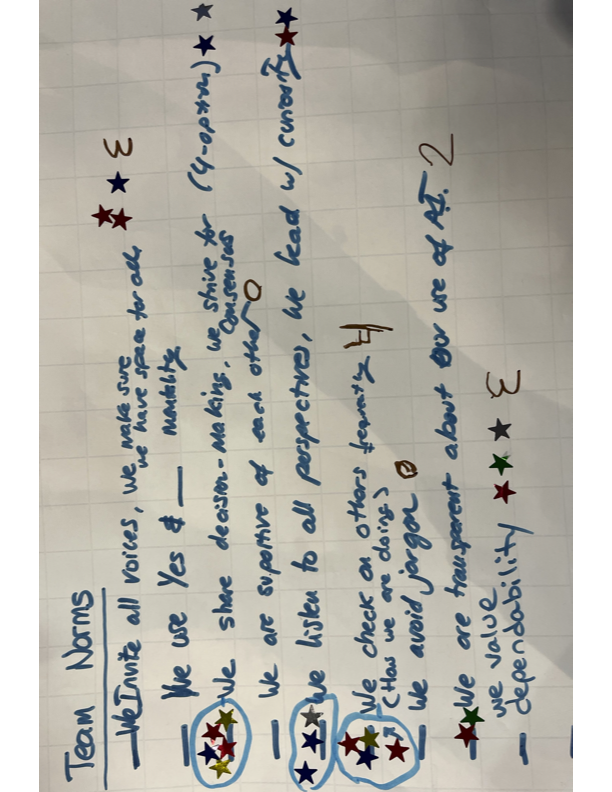 Team Norms
— We Invite all voices, we make sure
we have space for all. 3
— We use Yes & — mentality
— We share decision-making, we strive for (4-option)
consensus
— We are suportive of each other 0
— We listen to all perspectives, we lead w/ curiosity
— We check on others frequently 4
(How we are doing?)
— We avoid jargon 0
— We are transparent about our use of AI. 2
— we value
dependability 3
—